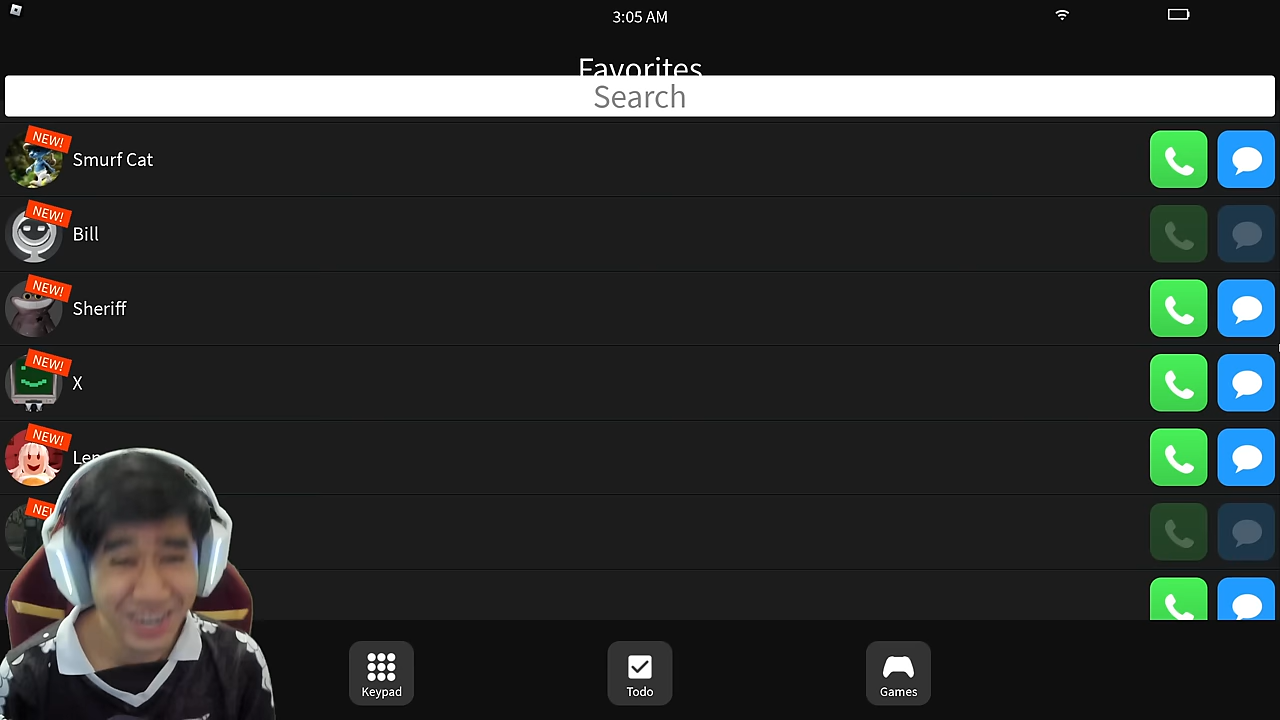 3:05 AM
Favorites
Search
NEW!
Smurf Cat
NEW!
Bill
NEW!
Sheriff
NEW!
X
NEW!
Keypad
Todo
Games